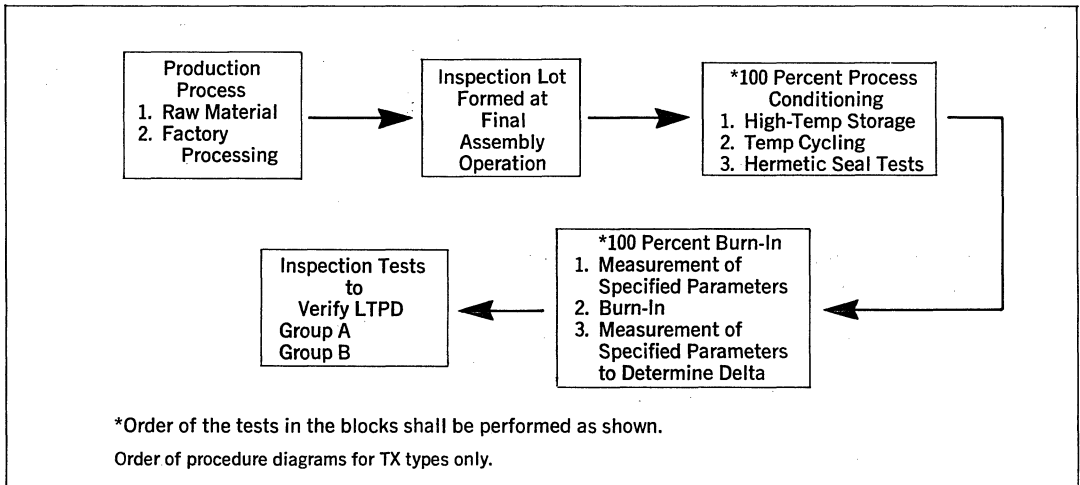 Production
Process
1. Raw Material
2. Factory
Processing
Inspection Lot
Formed at
Final
Assembly
Operation
*100 Percent Process
Conditioning
1. High-Temp Storage
2. Temp Cycling
3. Hermetic Seal Tests
*100 Percent Burn-In
1. Measurement of
Specified Parameters
2. Burn-In
3. Measurement of
Specified Parameters
to Determine Delta
Inspection Tests
to
Verify LTPD
Group A
Group B
*Order of the tests in the blocks shall be performed as shown.
Order of procedure diagrams for TX types only.